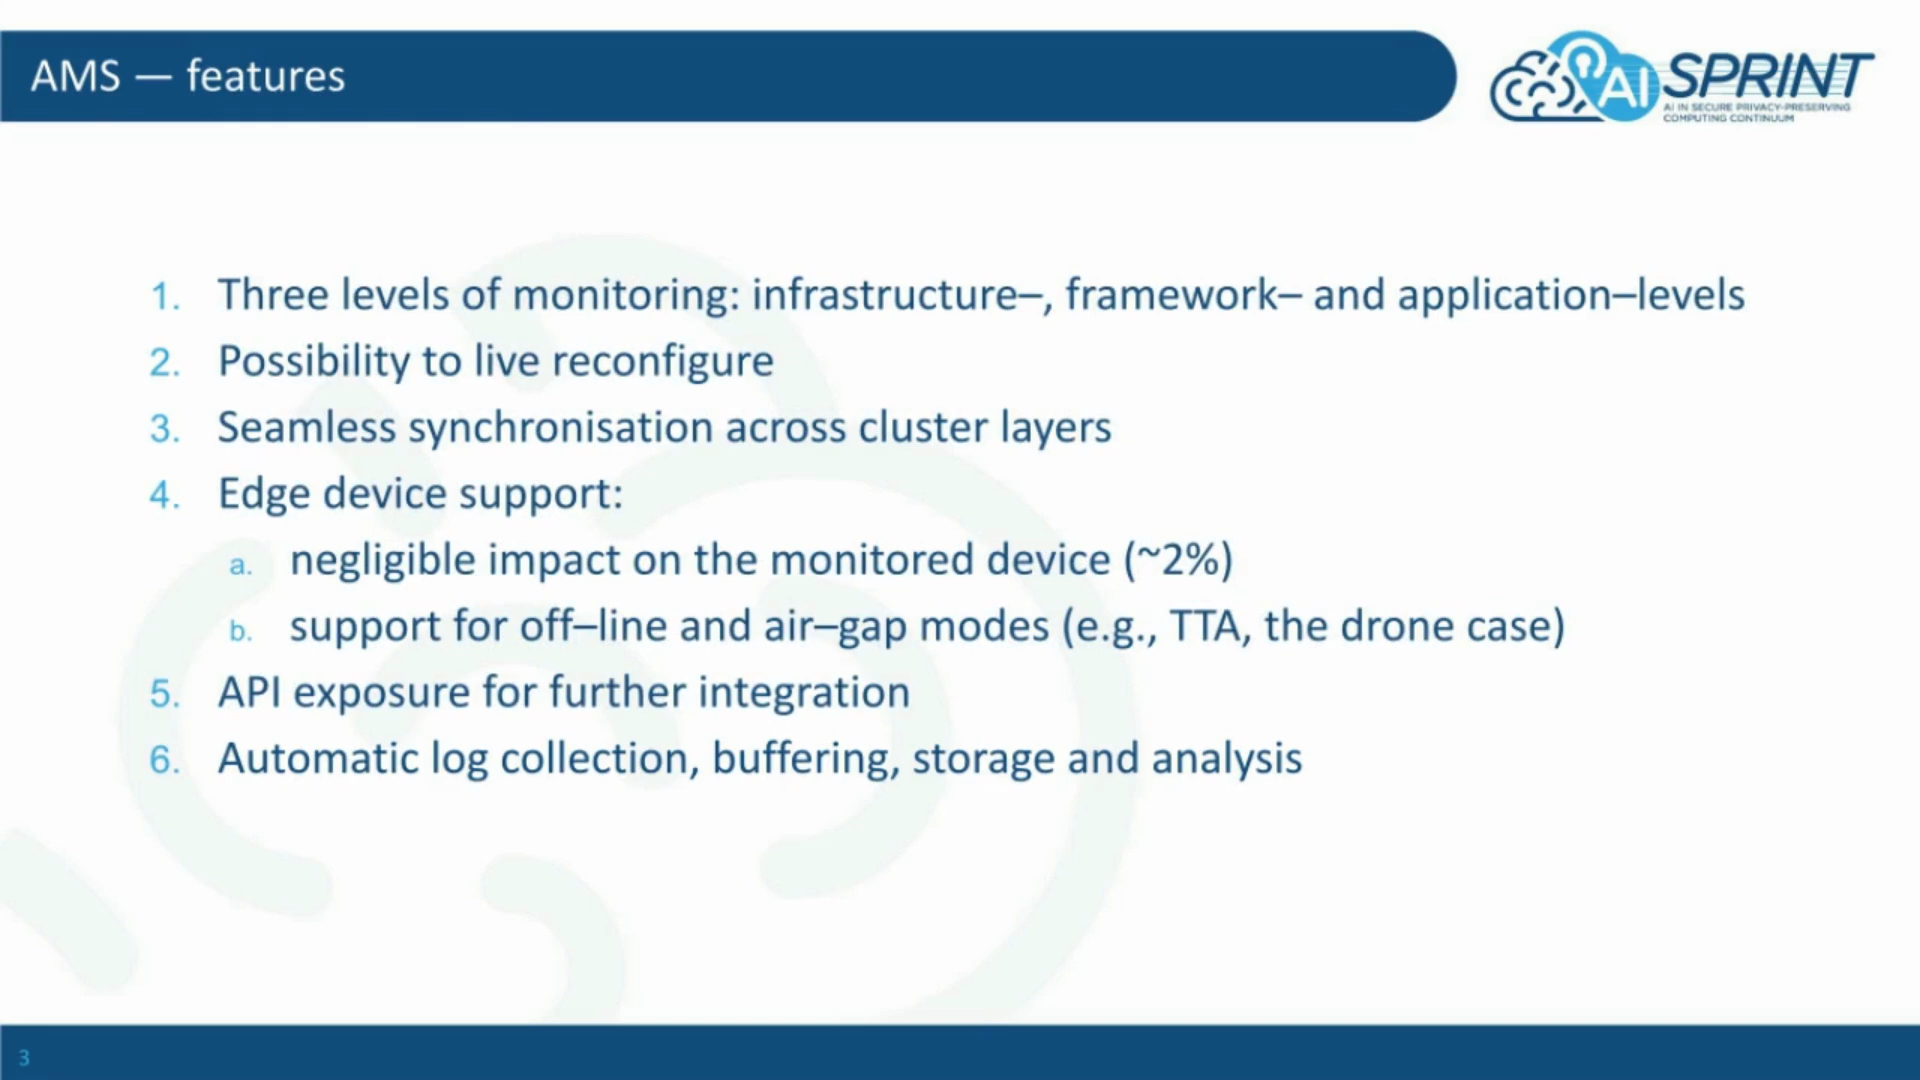 AMS — features
AI SPRINT
AI IN SECURE PRIVACY-PRESERVING
COMPUTING CONTINUUM
1. Three levels of monitoring: infrastructure–, framework– and application–levels
2. Possibility to live reconfigure
3. Seamless synchronisation across cluster layers
4. Edge device support:
a. negligible impact on the monitored device (~2%)
b. support for off–line and air–gap modes (e.g., TTA, the drone case)
5. API exposure for further integration
6. Automatic log collection, buffering, storage and analysis
3